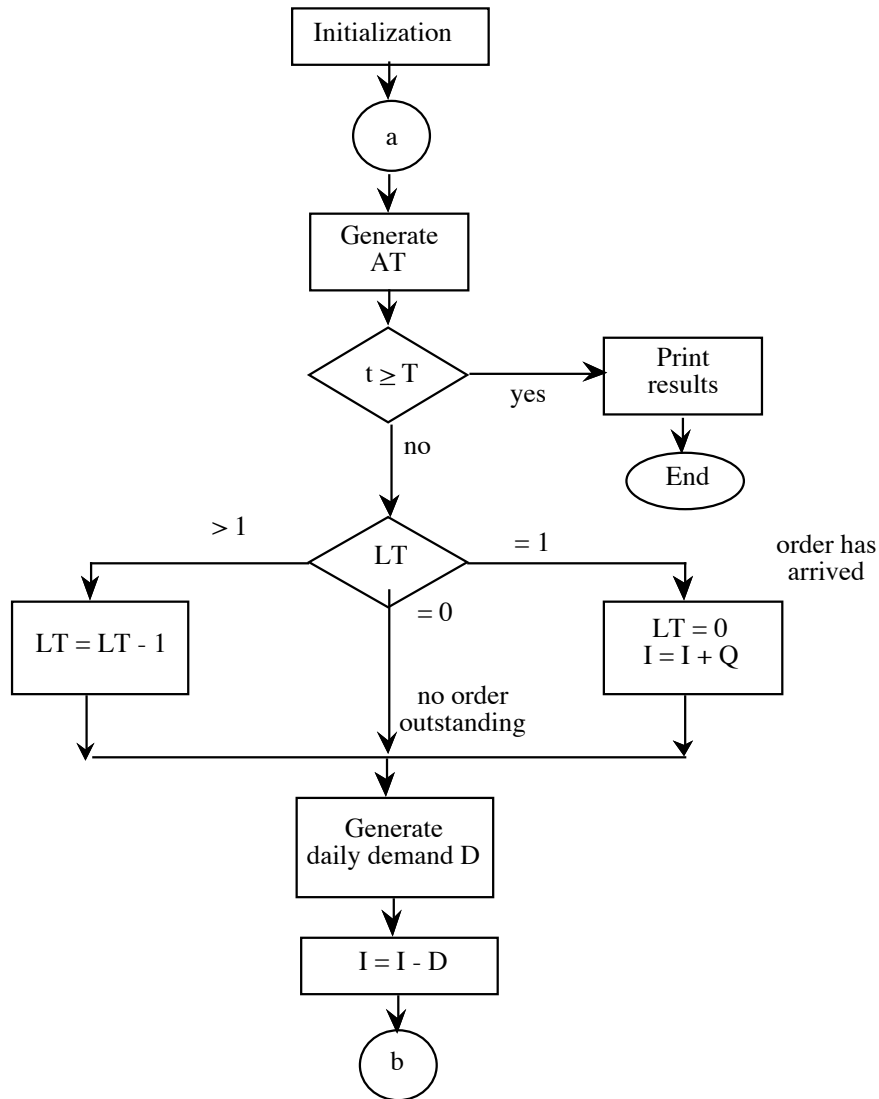 Initialization
a
Generate
AT
t ≥ T
yes
Print
results
End
no
> 1
LT
= 1
order has
arrived
= 0
LT = LT - 1
LT = 0
I = I + Q
no order
outstanding
Generate
daily demand D
I = I - D
b